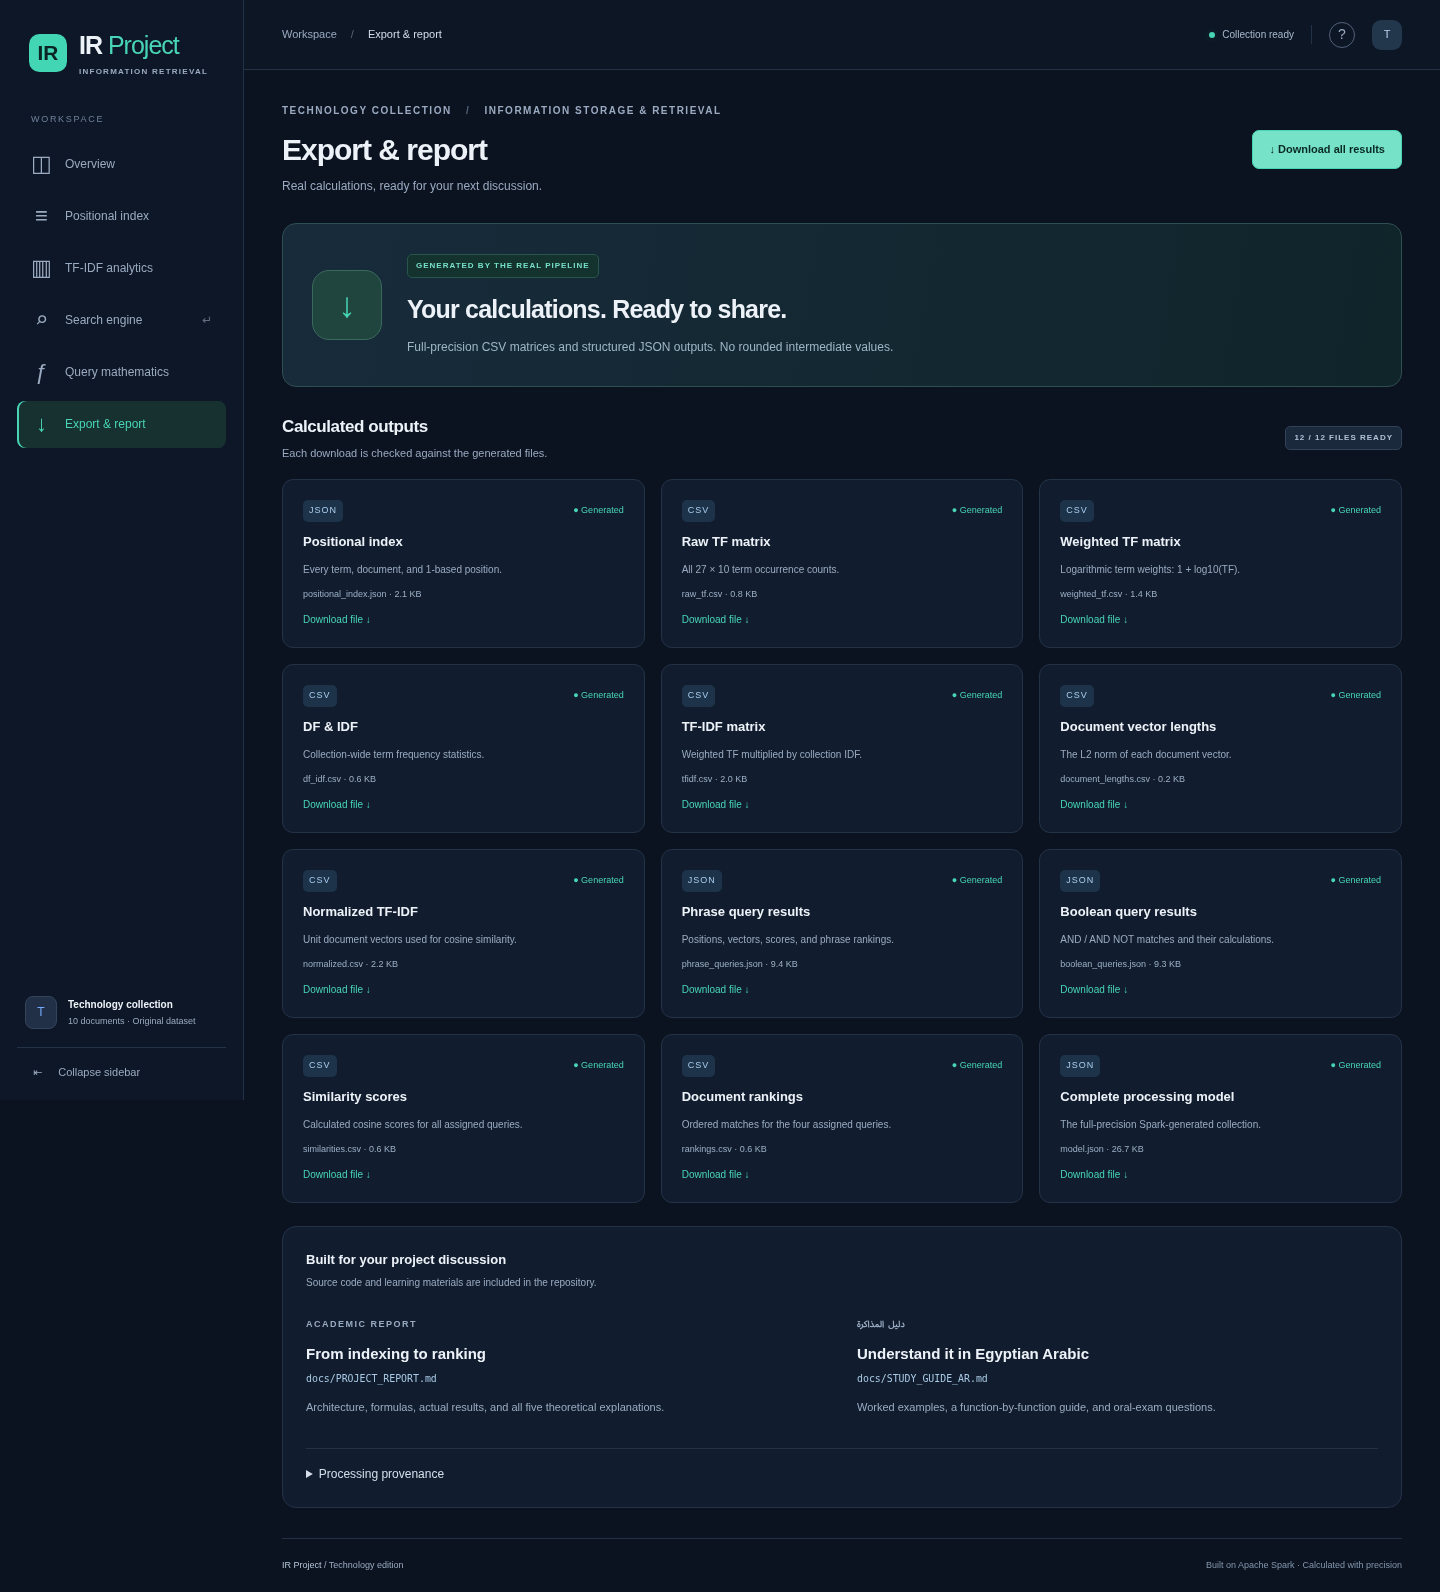 IR
IR Project
INFORMATION RETRIEVAL
WORKSPACE
Overview
Positional index
TF-IDF analytics
Search engine ↵
Query mathematics
↓ Export & report
T
Technology collection
10 documents · Original dataset
⇤ Collapse sidebar
Workspace / Export & report
● Collection ready
?
T
TECHNOLOGY COLLECTION / INFORMATION STORAGE & RETRIEVAL
Export & report
Real calculations, ready for your next discussion.
↓ Download all results
↓
GENERATED BY THE REAL PIPELINE
Your calculations. Ready to share.
Full-precision CSV matrices and structured JSON outputs. No rounded intermediate values.
Calculated outputs
Each download is checked against the generated files.
12 / 12 FILES READY
JSON
● Generated
Positional index
Every term, document, and 1-based position.
positional_index.json · 2.1 KB
Download file ↓
CSV
● Generated
Raw TF matrix
All 27 × 10 term occurrence counts.
raw_tf.csv · 0.8 KB
Download file ↓
CSV
● Generated
Weighted TF matrix
Logarithmic term weights: 1 + log10(TF).
weighted_tf.csv · 1.4 KB
Download file ↓
CSV
● Generated
DF & IDF
Collection-wide term frequency statistics.
df_idf.csv · 0.6 KB
Download file ↓
CSV
● Generated
TF-IDF matrix
Weighted TF multiplied by collection IDF.
tfidf.csv · 2.0 KB
Download file ↓
CSV
● Generated
Document vector lengths
The L2 norm of each document vector.
document_lengths.csv · 0.2 KB
Download file ↓
CSV
● Generated
Normalized TF-IDF
Unit document vectors used for cosine similarity.
normalized.csv · 2.2 KB
Download file ↓
JSON
● Generated
Phrase query results
Positions, vectors, scores, and phrase rankings.
phrase_queries.json · 9.4 KB
Download file ↓
JSON
● Generated
Boolean query results
AND / AND NOT matches and their calculations.
boolean_queries.json · 9.3 KB
Download file ↓
CSV
● Generated
Similarity scores
Calculated cosine scores for all assigned queries.
similarities.csv · 0.6 KB
Download file ↓
CSV
● Generated
Document rankings
Ordered matches for the four assigned queries.
rankings.csv · 0.6 KB
Download file ↓
JSON
● Generated
Complete processing model
The full-precision Spark-generated collection.
model.json · 26.7 KB
Download file ↓
Built for your project discussion
Source code and learning materials are included in the repository.
ACADEMIC REPORT
From indexing to ranking
docs/PROJECT_REPORT.md
Architecture, formulas, actual results, and all five theoretical explanations.
دليل المذاكرة
Understand it in Egyptian Arabic
docs/STUDY_GUIDE_AR.md
Worked examples, a function-by-function guide, and oral-exam questions.
▶ Processing provenance
IR Project / Technology edition
Built on Apache Spark · Calculated with precision